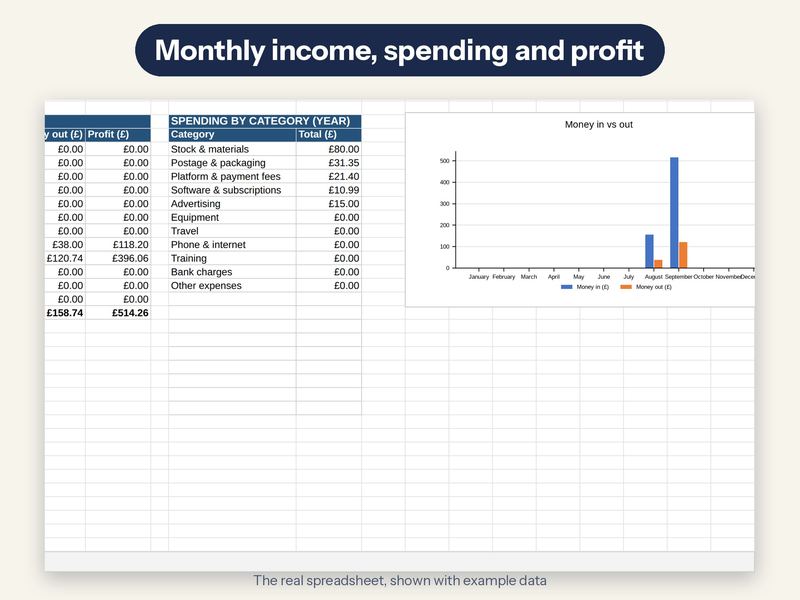 Monthly income, spending and profit
SPENDING BY CATEGORY (YEAR)
y out (£) Profit (£) Category Total (£)
£0.00 £0.00 Stock & materials £80.00
£0.00 £0.00 Postage & packaging £31.35
£0.00 £0.00 Platform & payment fees £21.40
£0.00 £0.00 Software & subscriptions £10.99
£0.00 £0.00 Advertising £15.00
£0.00 £0.00 Equipment £0.00
£0.00 £0.00 Travel £0.00
£38.00 £118.20 Phone & internet £0.00
£120.74 £396.06 Training £0.00
£0.00 £0.00 Bank charges £0.00
£0.00 £0.00 Other expenses £0.00
£0.00 £0.00
£158.74 £514.26
Money in vs out
500
400
300
200
100
0
January February March April May June July August September October November Decem
Money in (£) Money out (£)
The real spreadsheet, shown with example data